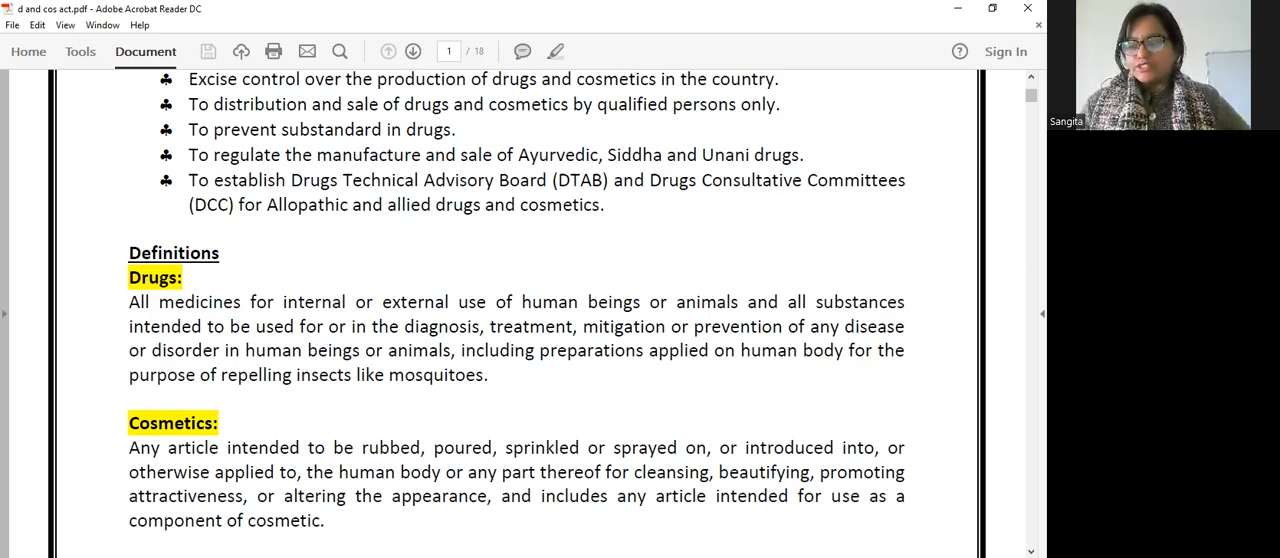 d and cos act.pdf - Adobe Acrobat Reader DC
File Edit View Window Help
Home Tools Document 1 / 18 Sign In
♣ Excise control over the production of drugs and cosmetics in the country.
♣ To distribution and sale of drugs and cosmetics by qualified persons only.
♣ To prevent substandard in drugs.
♣ To regulate the manufacture and sale of Ayurvedic, Siddha and Unani drugs.
♣ To establish Drugs Technical Advisory Board (DTAB) and Drugs Consultative Committees
(DCC) for Allopathic and allied drugs and cosmetics.
Definitions
Drugs:
All medicines for internal or external use of human beings or animals and all substances
intended to be used for or in the diagnosis, treatment, mitigation or prevention of any disease
or disorder in human beings or animals, including preparations applied on human body for the
purpose of repelling insects like mosquitoes.
Cosmetics:
Any article intended to be rubbed, poured, sprinkled or sprayed on, or introduced into, or
otherwise applied to, the human body or any part thereof for cleansing, beautifying, promoting
attractiveness, or altering the appearance, and includes any article intended for use as a
component of cosmetic.
Sangita